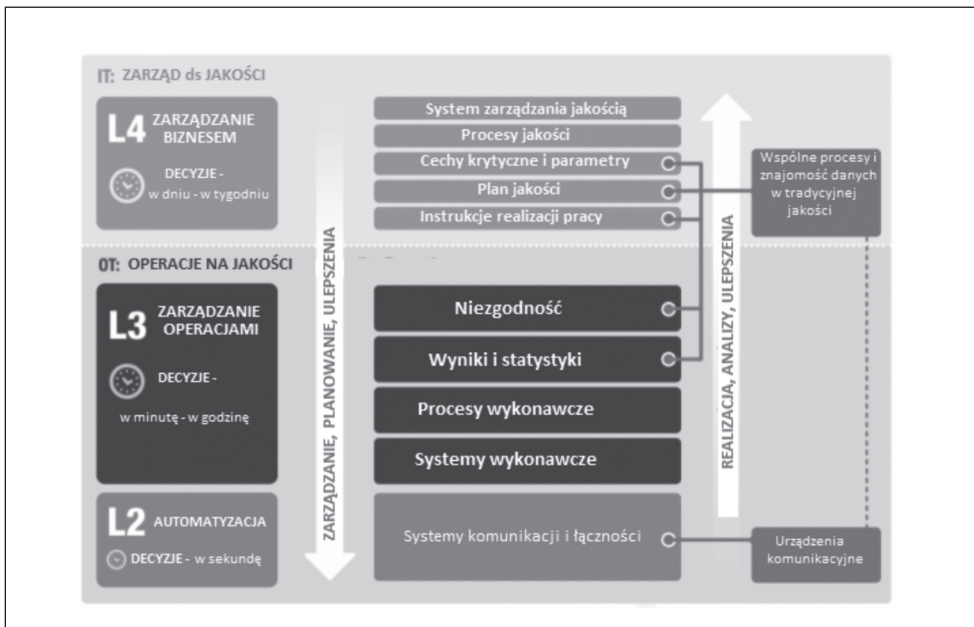 IT: ZARZĄD ds JAKOŚCI
L4 ZARZĄDZANIE
BIZNESEM
DECYZJE -
w dniu - w tygodniu
System zarządzania jakością
Procesy jakości
Cechy krytyczne i parametry
Plan jakości
Instrukcje realizacji pracy
Wspólne procesy i
znajomość danych
w tradycyjnej
jakości
OT: OPERACJE NA JAKOŚCI
L3 ZARZĄDZANIE
OPERACJAMI
DECYZJE -
w minutę - w godzinę
Niezgodność
Wyniki i statystyki
Procesy wykonawcze
Systemy wykonawcze
L2 AUTOMATYZACJA
DECYZJE - w sekundę
Systemy komunikacji i łączności
Urządzenia
komunikacyjne
ZARZĄDZANIE, PLANOWANIE, ULEPSZENIA
REALIZACJA, ANALIZY, ULEPSZENIA